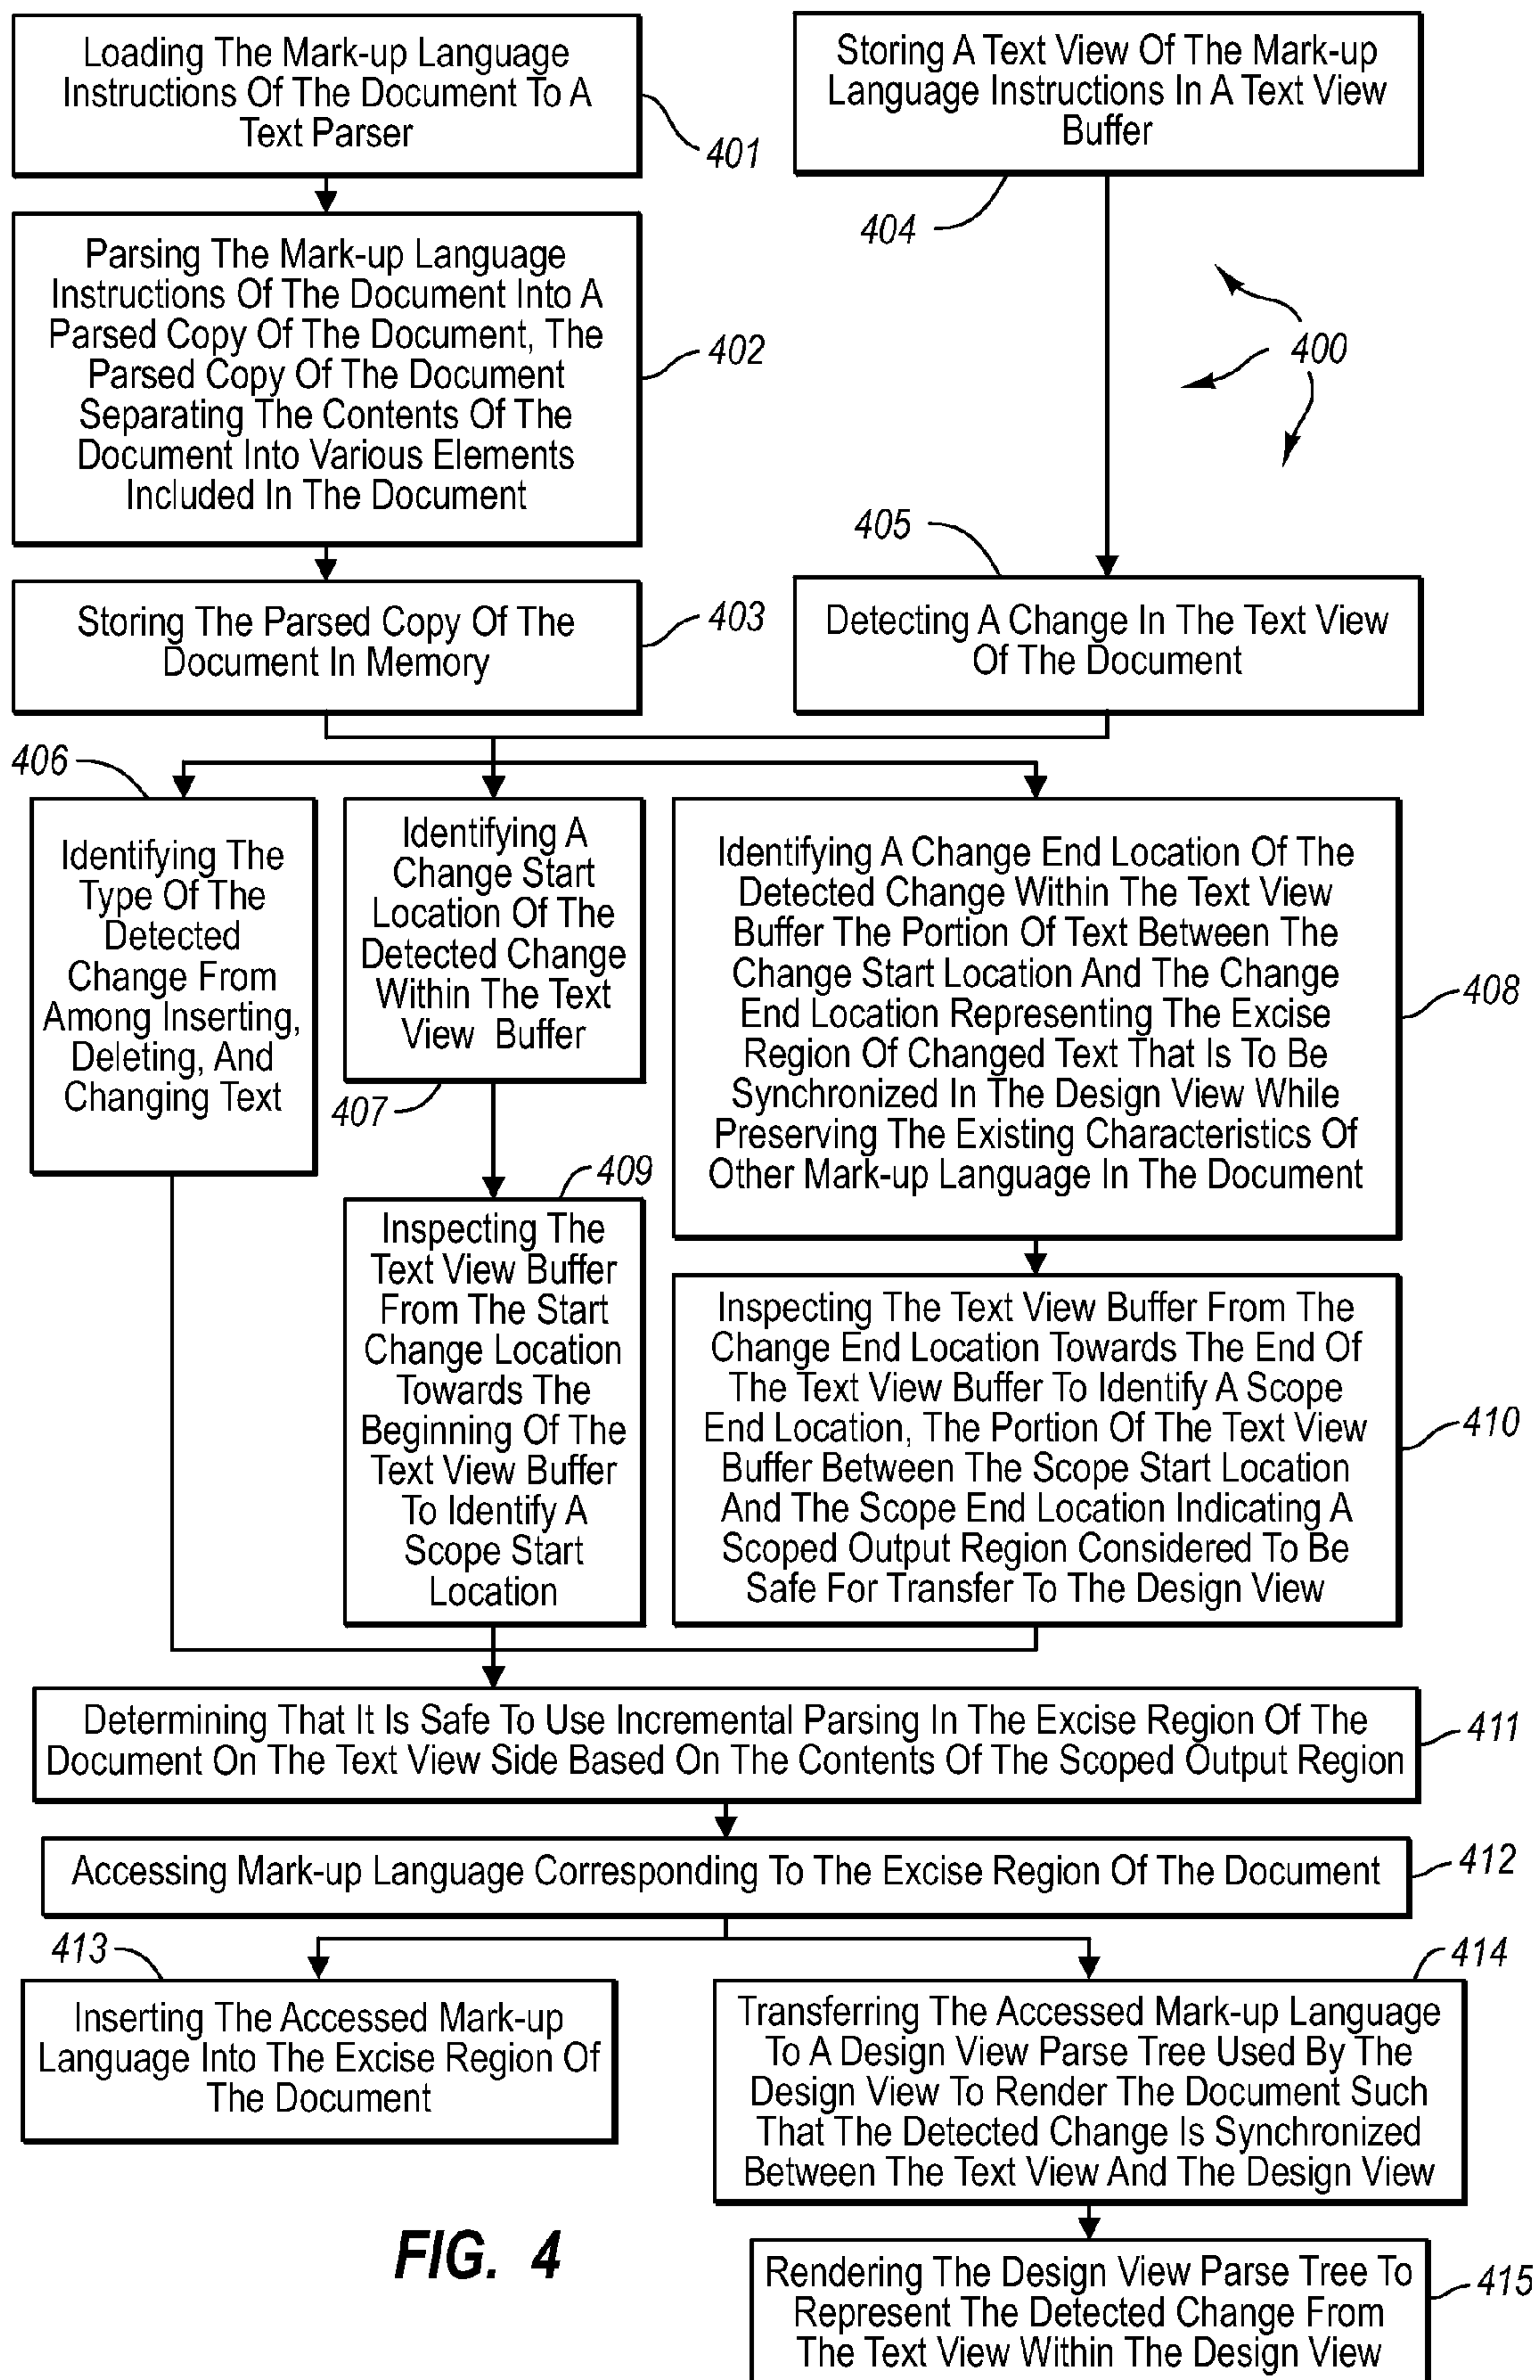 Loading The Mark-up Language
Instructions Of The Document To A
Text Parser
401
Storing A Text View Of The Mark-up
Language Instructions In A Text View
Buffer
404
Parsing The Mark-up Language
Instructions Of The Document Into A
Parsed Copy Of The Document, The
Parsed Copy Of The Document
Separating The Contents Of The
Document Into Various Elements
Included In The Document
402
400
405
Storing The Parsed Copy Of The
Document In Memory
403
Detecting A Change In The Text View
Of The Document
406
Identifying The
Type Of The
Detected
Change From
Among Inserting,
Deleting, And
Changing Text
Identifying A
Change Start
Location Of The
Detected Change
Within The Text
View Buffer
407
Identifying A Change End Location Of The
Detected Change Within The Text View
Buffer The Portion Of Text Between The
Change Start Location And The Change
End Location Representing The Excise
Region Of Changed Text That Is To Be
Synchronized In The Design View While
Preserving The Existing Characteristics Of
Other Mark-up Language In The Document
408
409
Inspecting The
Text View Buffer
From The Start
Change Location
Towards The
Beginning Of The
Text View Buffer
To Identify A
Scope Start
Location
Inspecting The Text View Buffer From The
Change End Location Towards The End Of
The Text View Buffer To Identify A Scope
End Location, The Portion Of The Text View
Buffer Between The Scope Start Location
And The Scope End Location Indicating A
Scoped Output Region Considered To Be
Safe For Transfer To The Design View
410
Determining That It Is Safe To Use Incremental Parsing In The Excise Region Of The
Document On The Text View Side Based On The Contents Of The Scoped Output Region
411
Accessing Mark-up Language Corresponding To The Excise Region Of The Document
412
413
Inserting The Accessed Mark-up
Language Into The Excise Region Of
The Document
414
Transferring The Accessed Mark-up Language
To A Design View Parse Tree Used By The
Design View To Render The Document Such
That The Detected Change Is Synchronized
Between The Text View And The Design View
FIG. 4
Rendering The Design View Parse Tree To
Represent The Detected Change From
The Text View Within The Design View
415